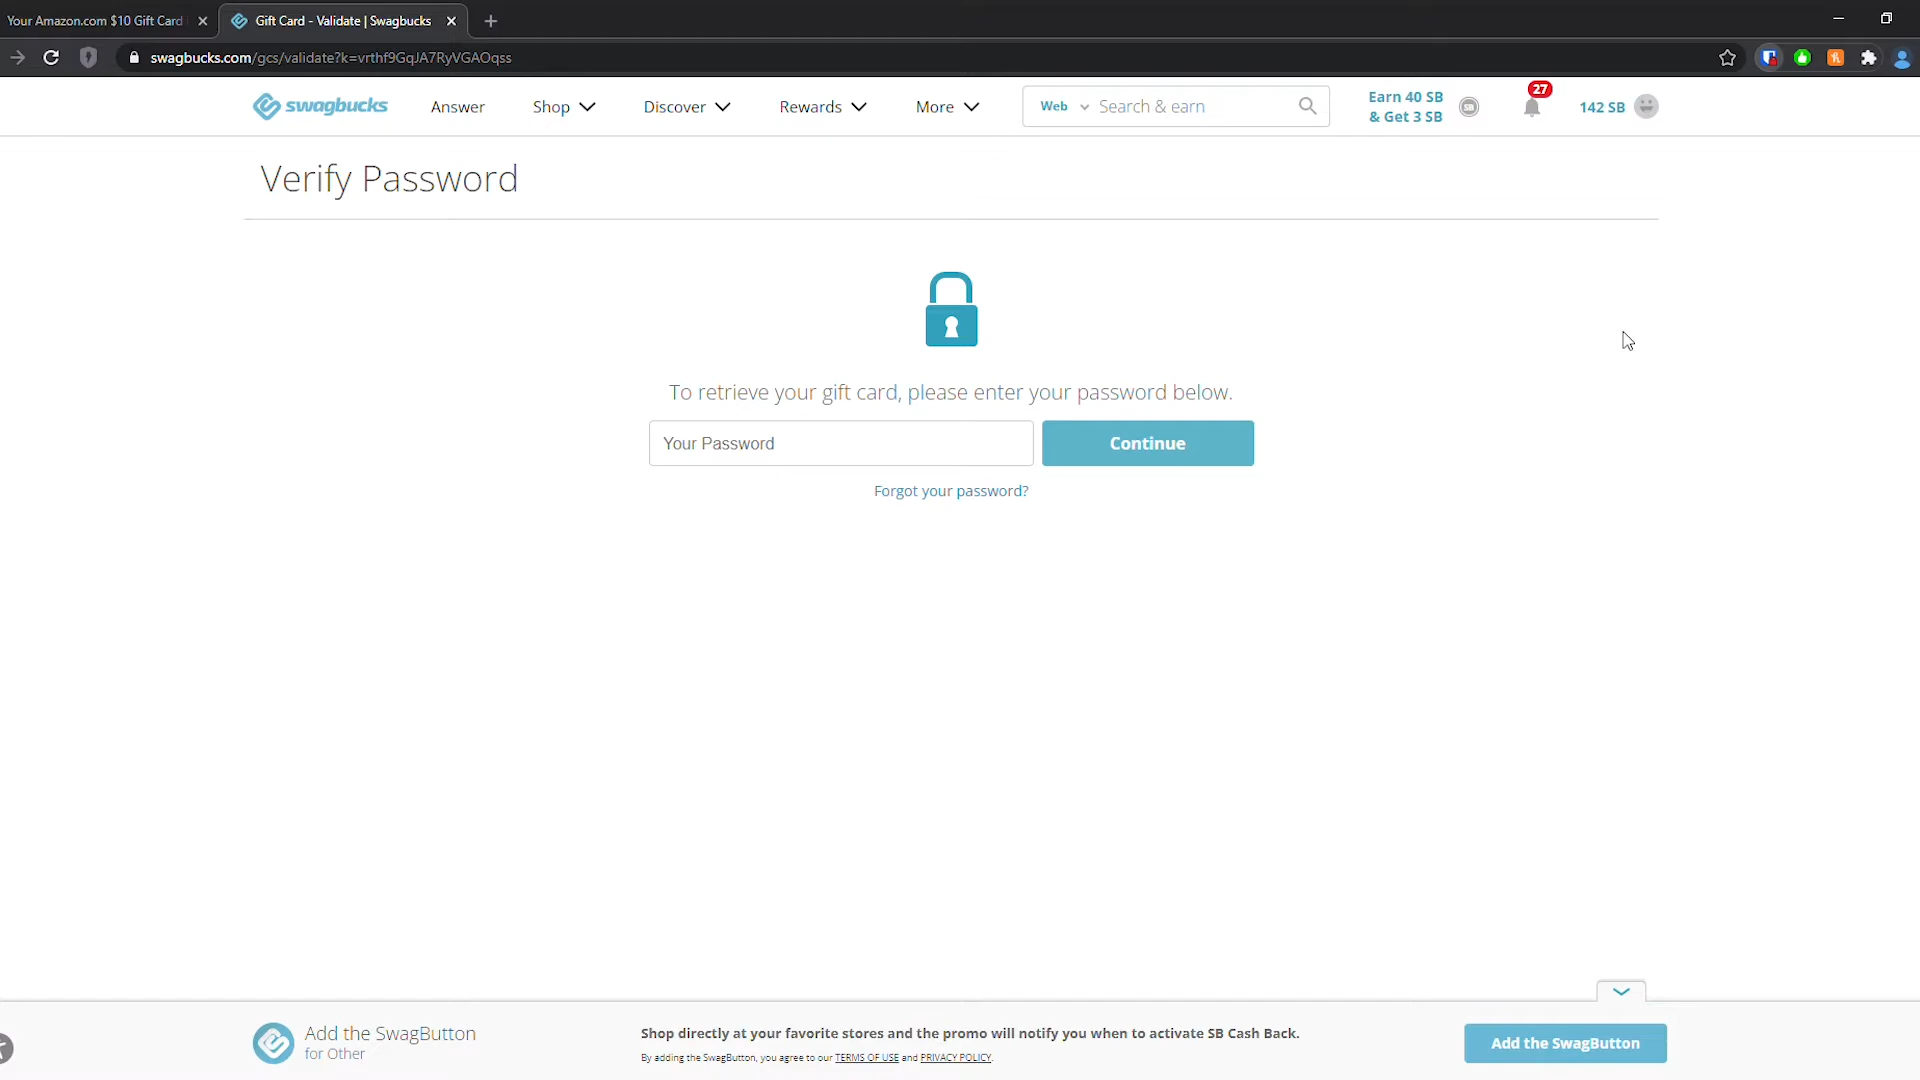 Your Amazon.com $10 Gift Card
Gift Card - Validate | Swagbucks
swagbucks.com/gcs/validate?k=vrthf9GqJA7RyVGAOqss
swagbucks
Answer
Shop
Discover
Rewards
More
Web
Search & earn
Earn 40 SB
& Get 3 SB
SB
27
142 SB
Verify Password
To retrieve your gift card, please enter your password below.
Your Password
Continue
Forgot your password?
Add the SwagButton
for Other
Shop directly at your favorite stores and the promo will notify you when to activate SB Cash Back.
By adding the SwagButton, you agree to our TERMS OF USE and PRIVACY POLICY.
Add the SwagButton